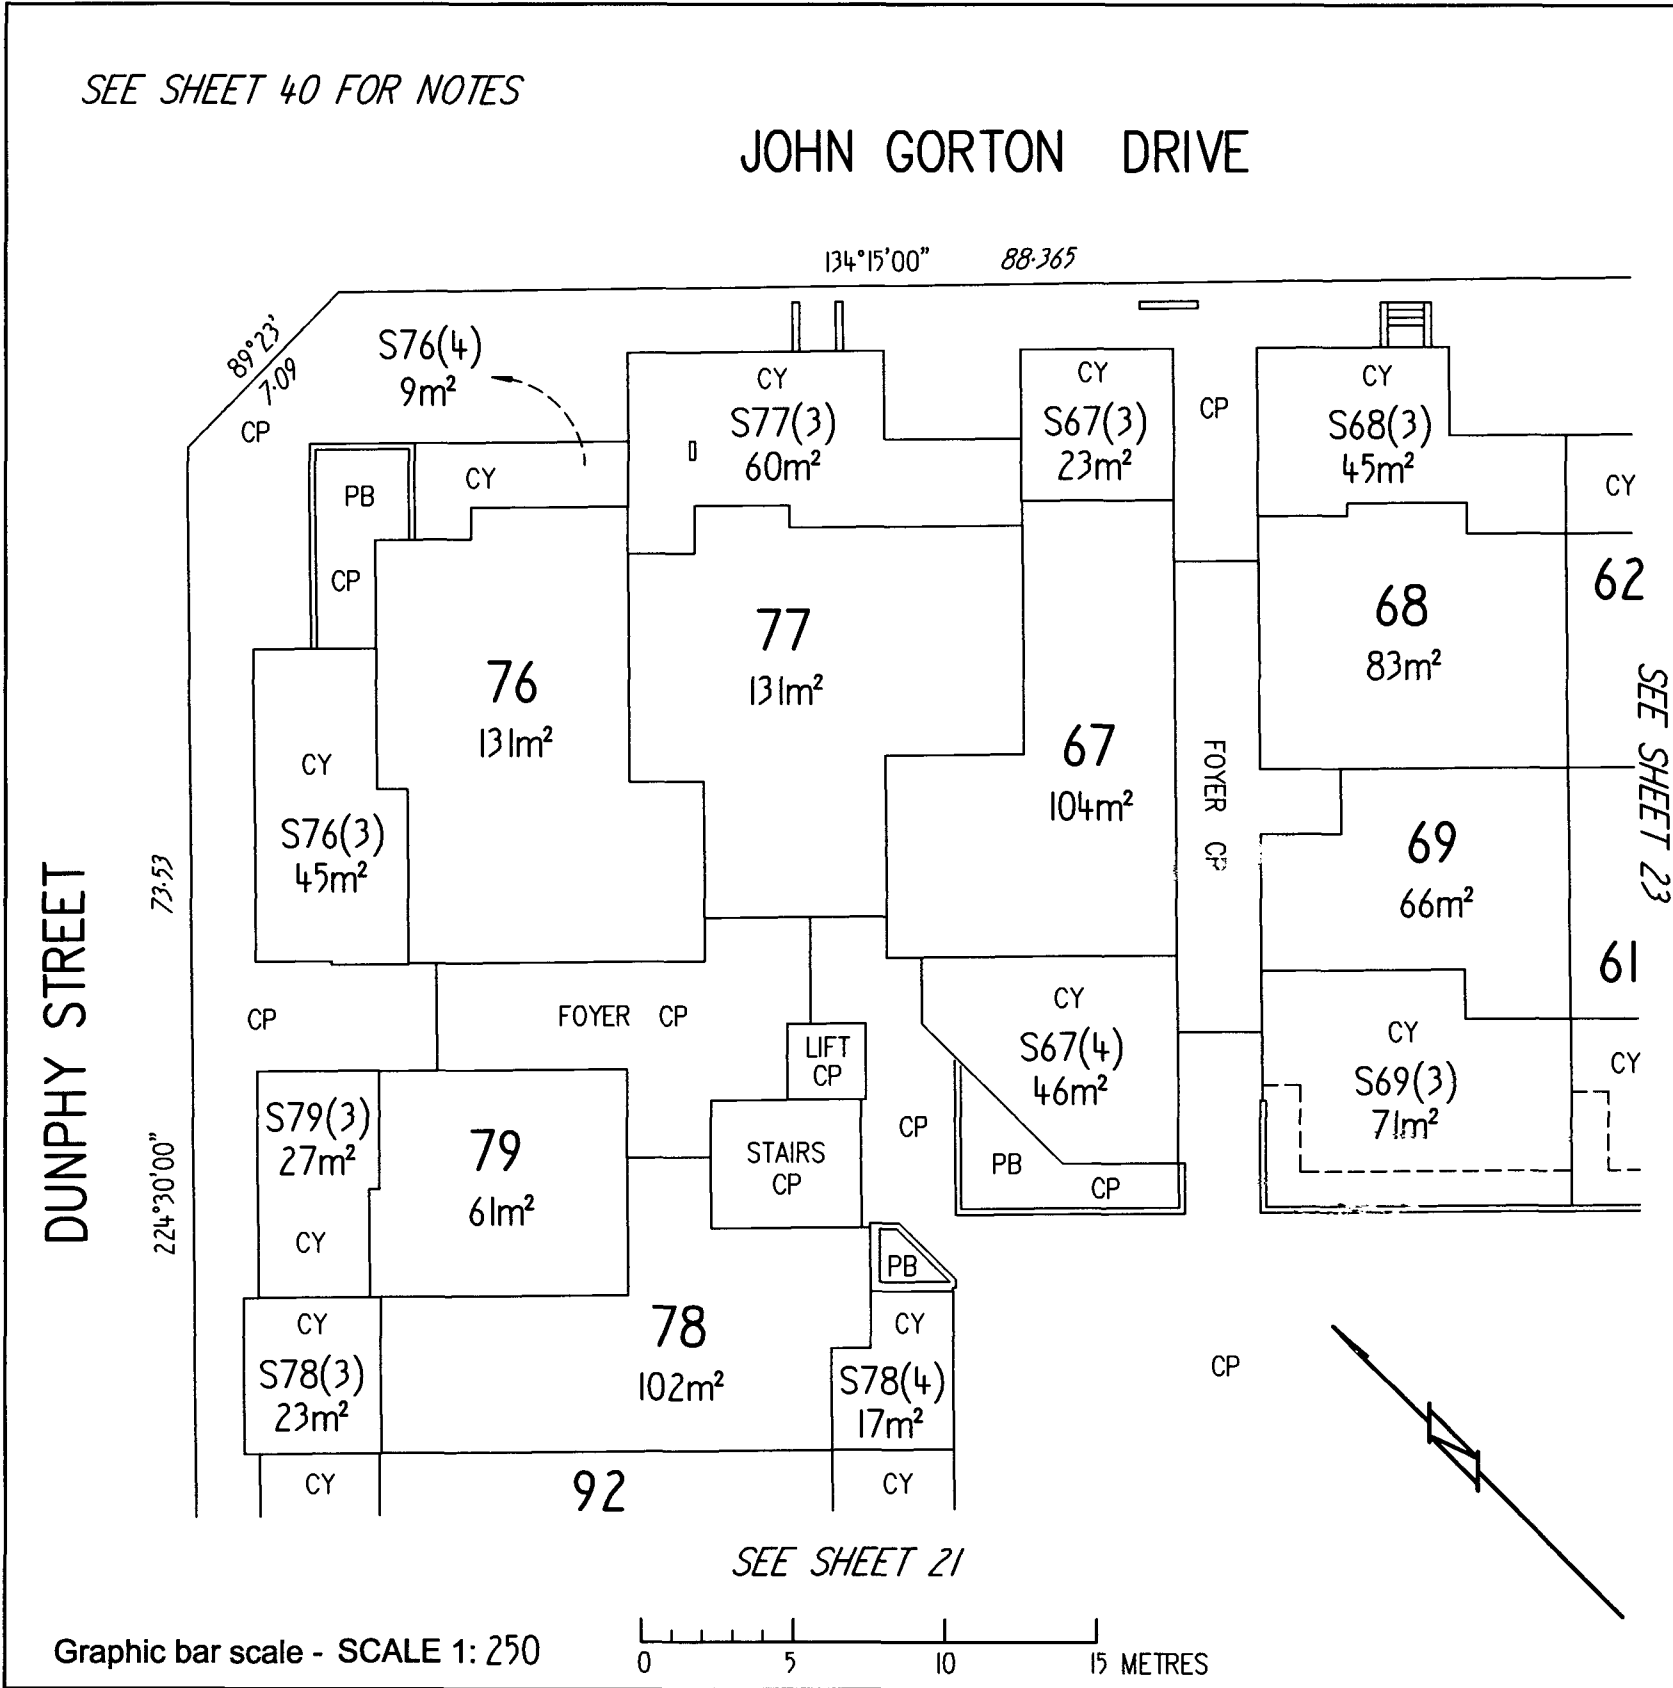 SEE SHEET 40 FOR NOTES
JOHN GORTON DRIVE
134°15'00" 88·365
89°23'
7·09
CP
S76(4)
9m²
CY
S77(3)
60m²
CY
S67(3)
23m²
CP
CY
S68(3)
45m²
CY
PB
CP
CY
76
131m²
77
131m²
67
104m²
68
83m²
62
SEE SHEET 23
CY
S76(3)
45m²
FOYER CP
69
66m²
61
DUNPHY STREET
73·53
224°30'00"
CP
FOYER CP
LIFT
CP
CP
CY
S67(4)
46m²
PB
CP
CY
S69(3)
71m²
CY
S79(3)
27m²
CY
79
61m²
STAIRS
CP
PB
CY
S78(3)
23m²
78
102m²
CY
S78(4)
17m²
CP
CY
92
CY
SEE SHEET 21
Graphic bar scale - SCALE 1: 250
0 5 10 15 METRES